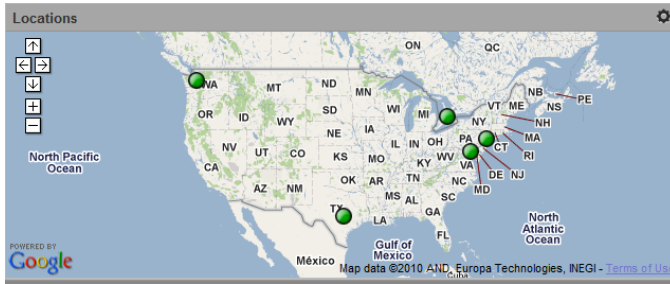 Locations
ON
QC
WA
MT
ND
MN
NB
PE
VT
ME
NS
OR
ID
SD
WI
MI
NY
NH
WY
IA
MA
NE
PA
CT
RI
NV
UT
CO
IL
IN
OH
KS
MO
WV
VA
NJ
KY
DE
North Pacific
Ocean
CA
OK
AR
TN
NC
MD
AZ
NM
MS
AL
SC
TX
GA
LA
North
Atlantic
Ocean
FL
Gulf of
Mexico
México
POWERED BY
Google
Map data ©2010 AND, Europa Technologies, INEGI - Terms of Us
Cuba